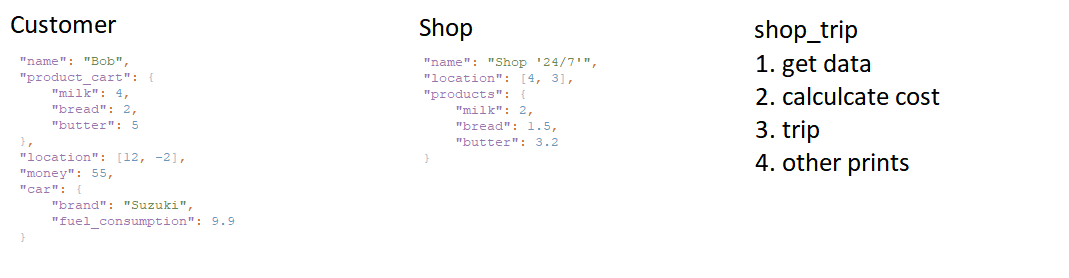 Customer
"name": "Bob",
"product_cart": {
"milk": 4,
"bread": 2,
"butter": 5
},
"location": [12, -2],
"money": 55,
"car": {
"brand": "Suzuki",
"fuel_consumption": 9.9
}
Shop
"name": "Shop '24/7'",
"location": [4, 3],
"products": {
"milk": 2,
"bread": 1.5,
"butter": 3.2
}
shop_trip
1. get data
2. calculcate cost
3. trip
4. other prints